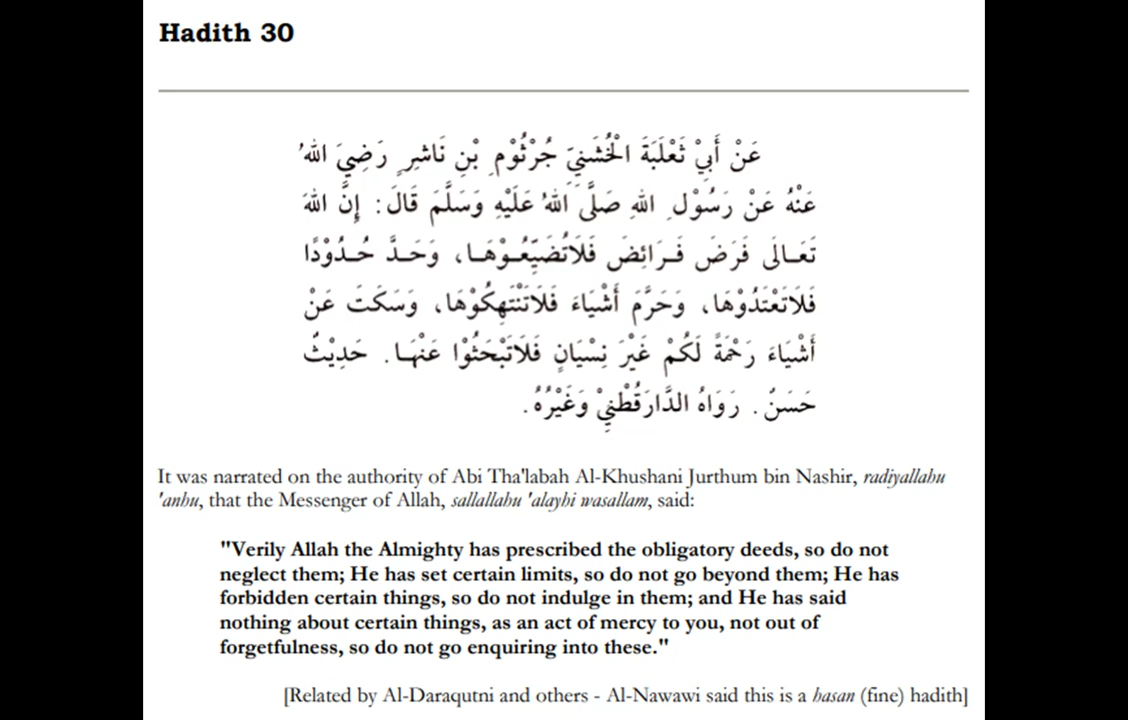 Hadith 30
عَنْ أَبِيْ ثَعْلَبَةَ الْخُشَنِيِّ جُرْثُوْمِ بْنِ نَاشِرٍ رَضِيَ اللهُ
عَنْهُ عَنْ رَسُوْلِ اللهِ صَلَّى اللهُ عَلَيْهِ وَسَلَّمَ قَالَ : إِنَّ اللهَ
تَعَالَى فَرَضَ فَرَائِضَ فَلَاتُضَيِّعُوْهَا، وَحَدَّ حُدُوْدًا
فَلَاتَعْتَدُوْهَا، وَحَرَّمَ أَشْيَاءَ فَلَاتَنْتَهِكُوْهَا، وَسَكَتَ عَنْ
أَشْيَاءَ رَحْمَةً لَكُمْ غَيْرَ نِسْيَانٍ فَلَاتَبْحَثُوْا عَنْهَا. حَدِيْثٌ
حَسَنٌ . رَوَاهُ الدَّارَقُطْنِيْ وَغَيْرُهُ.
It was narrated on the authority of Abi Tha'labah Al-Khushani Jurthum bin Nashir, radiyallahu
'anhu, that the Messenger of Allah, sallallahu 'alayhi wasallam, said:
"Verily Allah the Almighty has prescribed the obligatory deeds, so do not
neglect them; He has set certain limits, so do not go beyond them; He has
forbidden certain things, so do not indulge in them; and He has said
nothing about certain things, as an act of mercy to you, not out of
forgetfulness, so do not go enquiring into these."
[Related by Al-Daraqutni and others - Al-Nawawi said this is a hasan (fine) hadith]